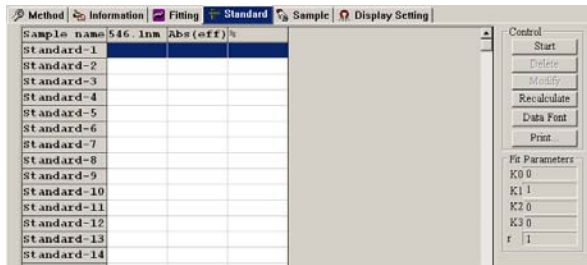 Method Information Fitting Standard Sample Display Setting
Sample name 546.1nm Abs(eff) %
Standard-1
Standard-2
Standard-3
Standard-4
Standard-5
Standard-6
Standard-7
Standard-8
Standard-9
Standard-10
Standard-11
Standard-12
Standard-13
Standard-14
Control
Start
Delete
Modify
Recalculate
Data Font
Print...
Fit Parameters
K0 0
K1 1
K2 0
K3 0
r 1